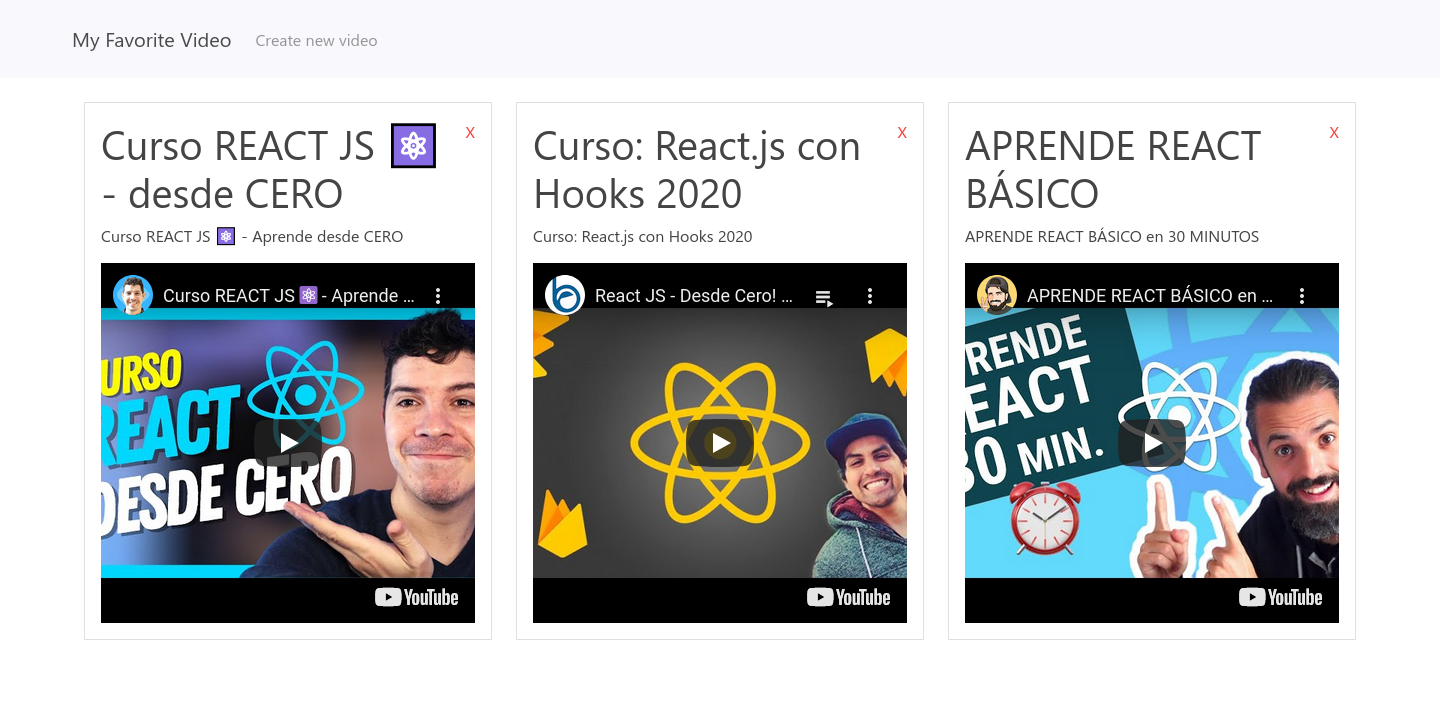 My Favorite Video
Create new video
Curso REACT JS ⚛️
- desde CERO
X
Curso REACT JS ⚛️ - Aprende desde CERO
Curso REACT JS ⚛️ - Aprende ...
URSO
REACT
DESDE CERO
YouTube
Curso: React.js con
Hooks 2020
X
Curso: React.js con Hooks 2020
React JS - Desde Cero! ...
YouTube
APRENDE REACT
BÁSICO
X
APRENDE REACT BÁSICO en 30 MINUTOS
APRENDE REACT BÁSICO en ...
PRENDE
EACT
30 MIN.
YouTube